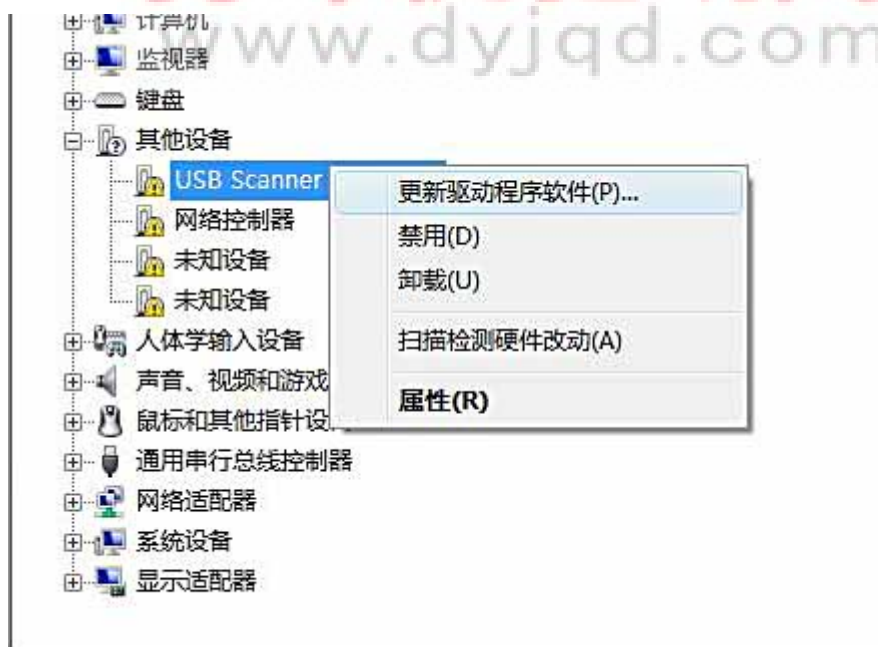 www.dyjqd.com
计算机
监视器
键盘
其他设备
USB Scanner
网络控制器
未知设备
未知设备
人体学输入设备
声音、视频和游戏
鼠标和其他指针设
通用串行总线控制器
网络适配器
系统设备
显示适配器
更新驱动程序软件(P)...
禁用(D)
卸载(U)
扫描检测硬件改动(A)
属性(R)